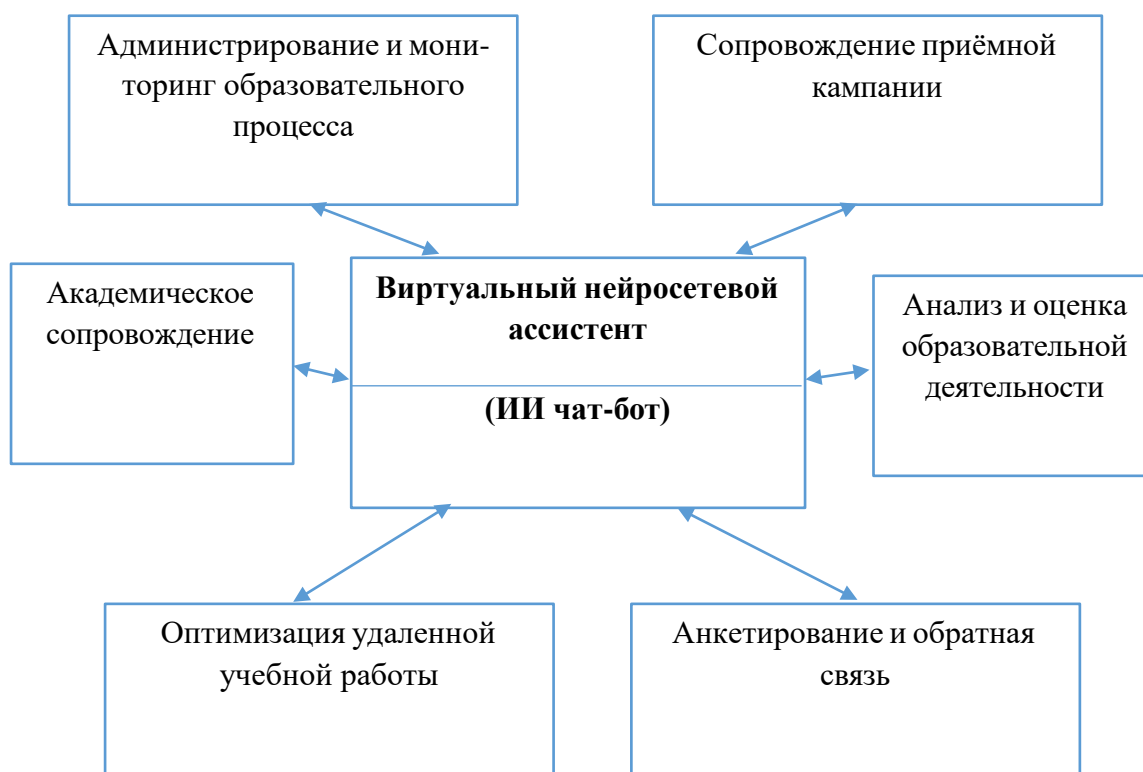 Администрирование и мони-
торинг образовательного
процесса
Сопровождение приёмной
кампании
Академическое
сопровождение
Виртуальный нейросетевой
ассистент
(ИИ чат-бот)
Анализ и оценка
образовательной
деятельности
Оптимизация удаленной
учебной работы
Анкетирование и обратная
связь